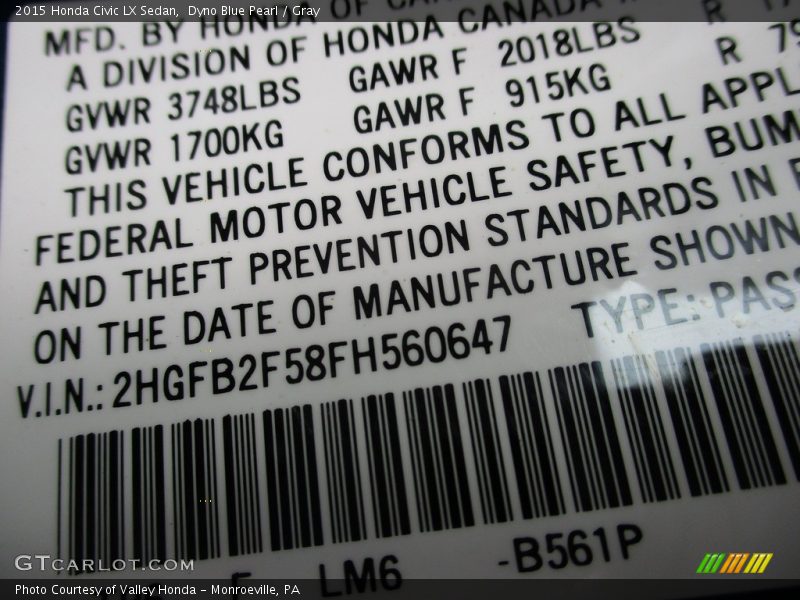 2015 Honda Civic LX Sedan, Dyno Blue Pearl / Gray
MFD. BY HONDA OF
A DIVISION OF HONDA CANADA
GVWR 3748LBS GAWR F 2018LBS R
GVWR 1700KG GAWR F 915KG R
THIS VEHICLE CONFORMS TO ALL
FEDERAL MOTOR VEHICLE SAFETY,
AND THEFT PREVENTION STANDARDS IN
ON THE DATE OF MANUFACTURE SHOWN
V.I.N.: 2HGFB2F58FH560647 TYPE: PASS
LM6 -B561P
GTCARLOT.COM
Photo Courtesy of Valley Honda - Monroeville, PA